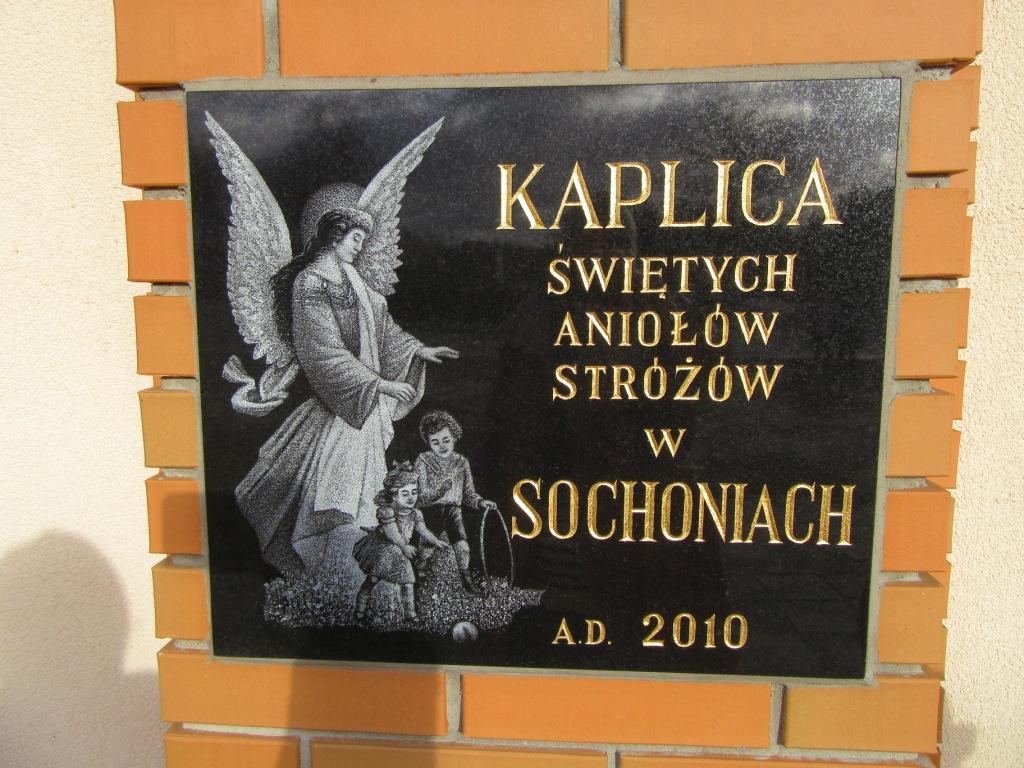 KAPLICA
ŚWIĘTYCH
ANIOŁÓW
STRÓŻÓW
W
SOCHONIACH
A.D. 2010